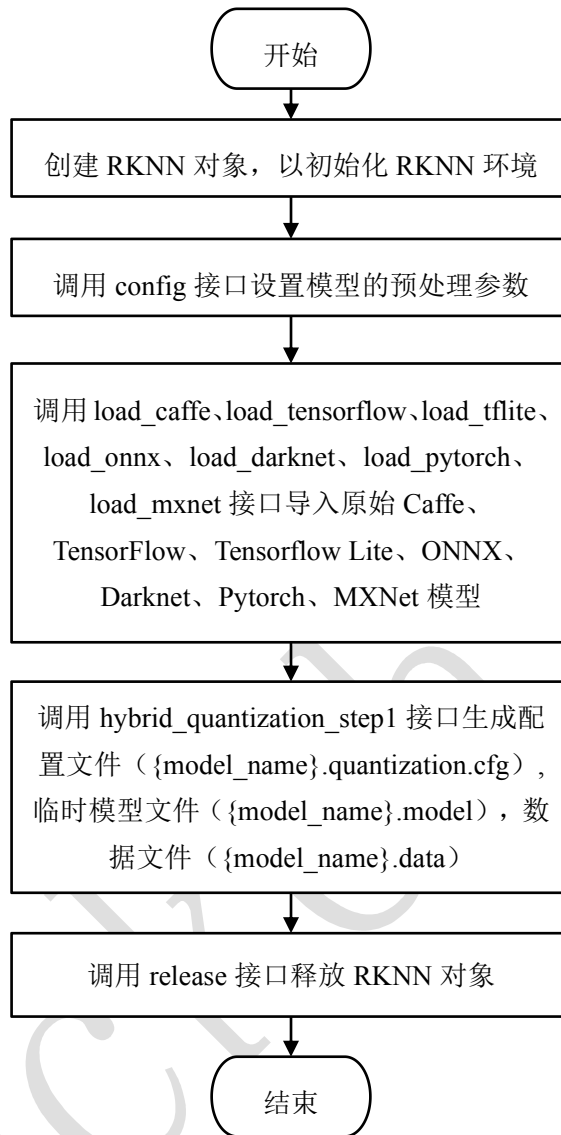 开始
创建 RKNN 对象，以初始化 RKNN 环境
调用 config 接口设置模型的预处理参数
调用 load_caffe、load_tensorflow、load_tflite、
load_onnx、load_darknet、load_pytorch、
load_mxnet 接口导入原始 Caffe、
TensorFlow、Tensorflow Lite、ONNX、
Darknet、Pytorch、MXNet 模型
调用 hybrid_quantization_step1 接口生成配
置文件（{model_name}.quantization.cfg）,
临时模型文件（{model_name}.model），数
据文件（{model_name}.data）
调用 release 接口释放 RKNN 对象
结束